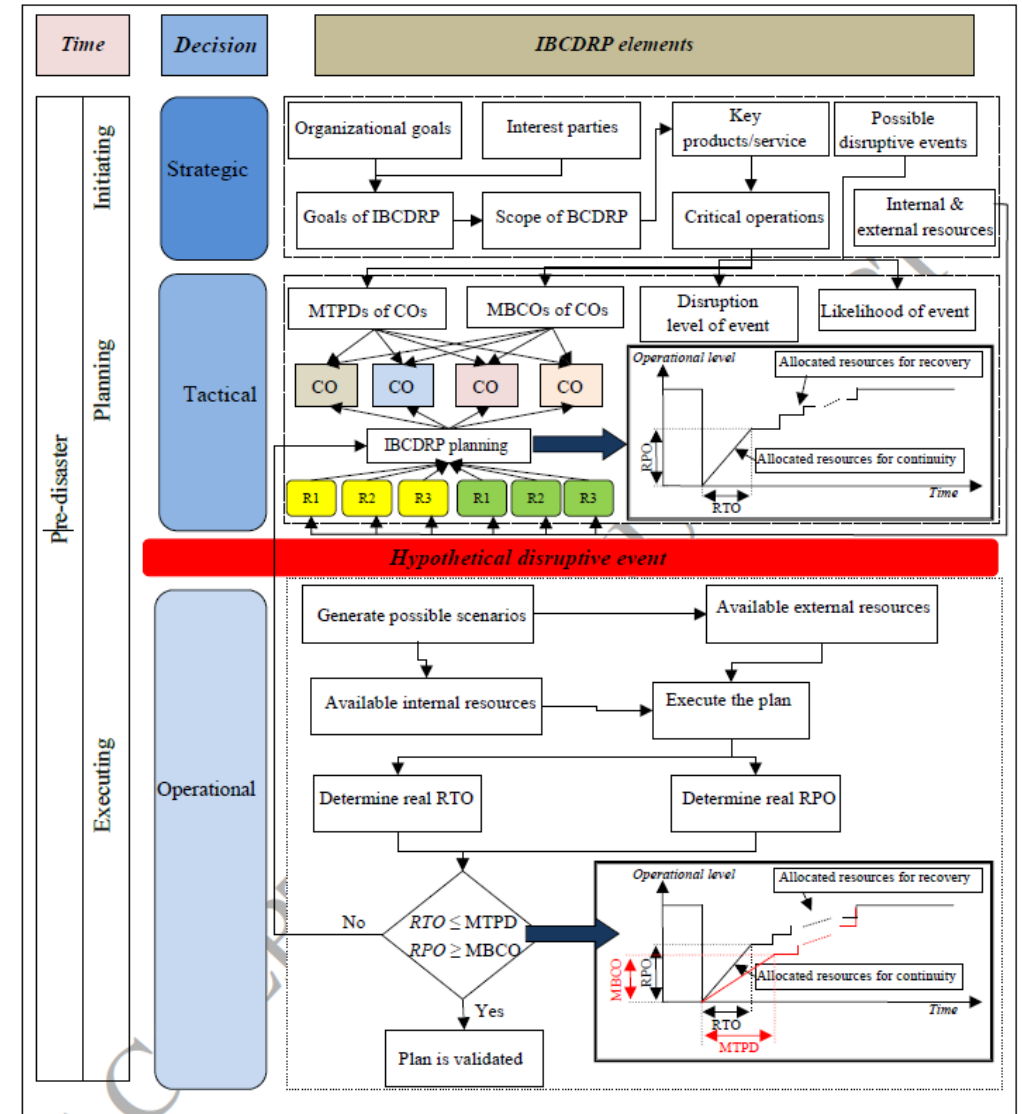 Time
Decision
IBCDRP elements
Pre-disaster
Initiating
Strategic
Organizational goals
Interest parties
Key
products/service
Possible
disruptive events
Goals of IBCDRP
Scope of BCDRP
Critical operations
Internal &
external resources
Planning
Tactical
MTPDs of COs
MBCOs of COs
Disruption
level of event
Likelihood of event
CO
CO
CO
CO
IBCDRP planning
R1
R2
R3
R1
R2
R3
Operational level
Allocated resources for recovery
RPO
Allocated resources for continuity
Time
RTO
Hypothetical disruptive event
Executing
Operational
Generate possible scenarios
Available external resources
Available internal resources
Execute the plan
Determine real RTO
Determine real RPO
No
RTO ≤ MTPD
RPO ≥ MBCO
Yes
Plan is validated
Operational level
Allocated resources for recovery
MBCO
RPO
Allocated resources for continuity
Time
RTO
MTPD